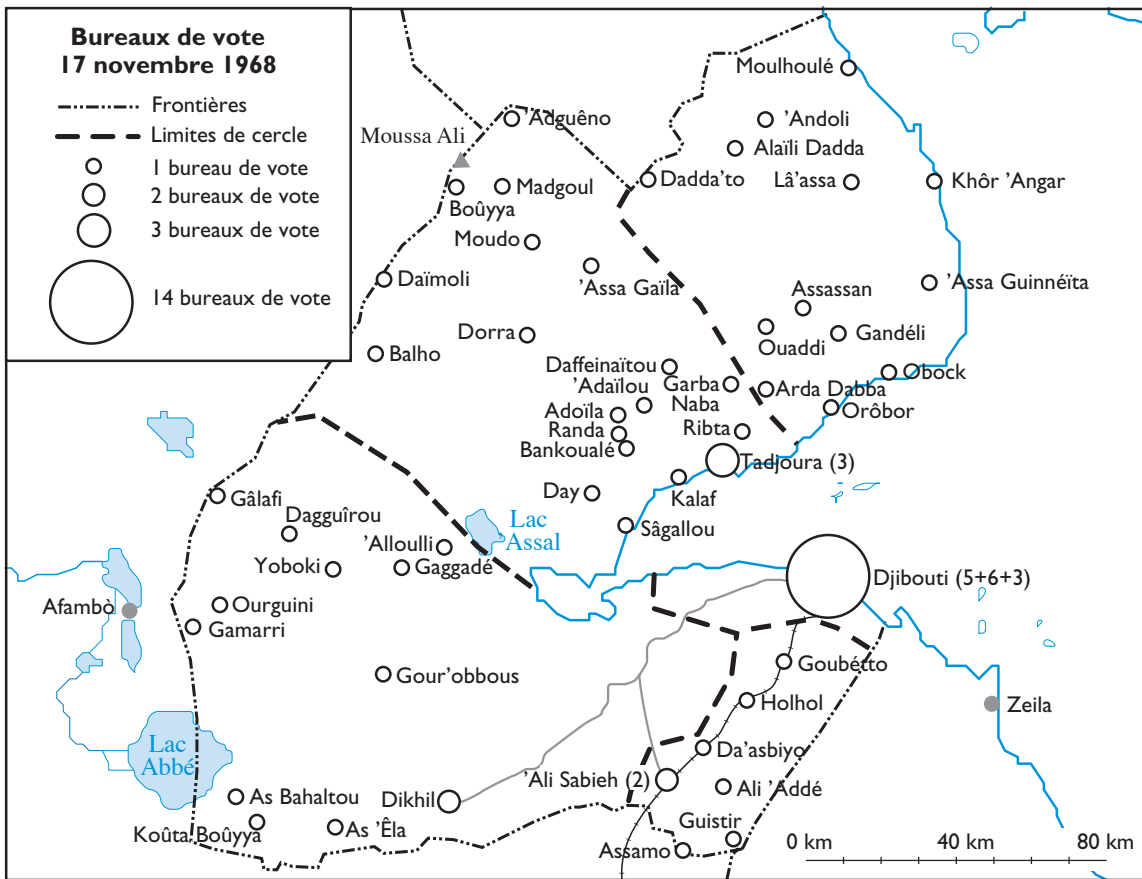 Bureaux de vote
17 novembre 1968
Frontières
Limites de cercle
1 bureau de vote
2 bureaux de vote
3 bureaux de vote
14 bureaux de vote
Moulhoulé
'Adguêno
'Andoli
Moussa Ali
Alaïli Dadda
Dadda'to
Lâ'assa
Khôr 'Angar
Madgoul
Boûyya
Moudo
Daïmoli
'Assa Gaïla
'Assa Guinnéïta
Assassan
Dorra
Ouaddi
Gandéli
Balho
Daffeinaïtou
Obock
'Adaïlou
Garba
Naba
Arda Dabba
Adoïla
Orôbor
Randa
Ribta
Bankoualé
Tadjoura (3)
Day
Kalaf
Gâlafi
Dagguîrou
Lac
Assal
Sâgallou
'Alloulli
Yoboki
Gaggadé
Djibouti (5+6+3)
Afambò
Ourguini
Gamarri
Gour'obbous
Goubétto
Holhol
Zeila
Lac
Abbé
Da'asbiyo
'Ali Sabieh (2)
Ali 'Addé
As Bahaltou
Dikhil
Koûta Boûyya
As 'Êla
Guistir
Assamo
0 km
40 km
80 km